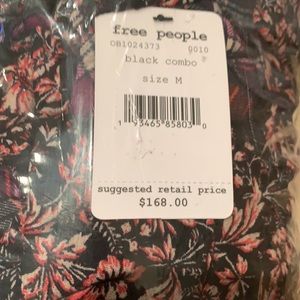 free people
OB1024373 0010
black combo
size M
1 93465 85803 0
suggested retail price
$168.00